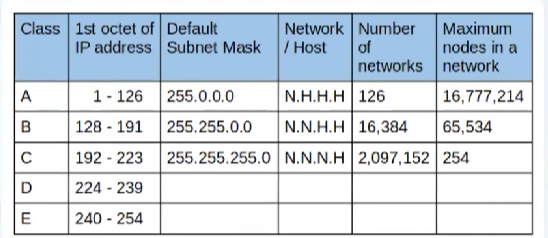 Class 1st octet of IP address Default Subnet Mask Network / Host Number of networks Maximum nodes in a network
A 1 - 126 255.0.0.0 N.H.H.H 126 16,777,214
B 128 - 191 255.255.0.0 N.N.H.H 16,384 65,534
C 192 - 223 255.255.255.0 N.N.N.H 2,097,152 254
D 224 - 239
E 240 - 254